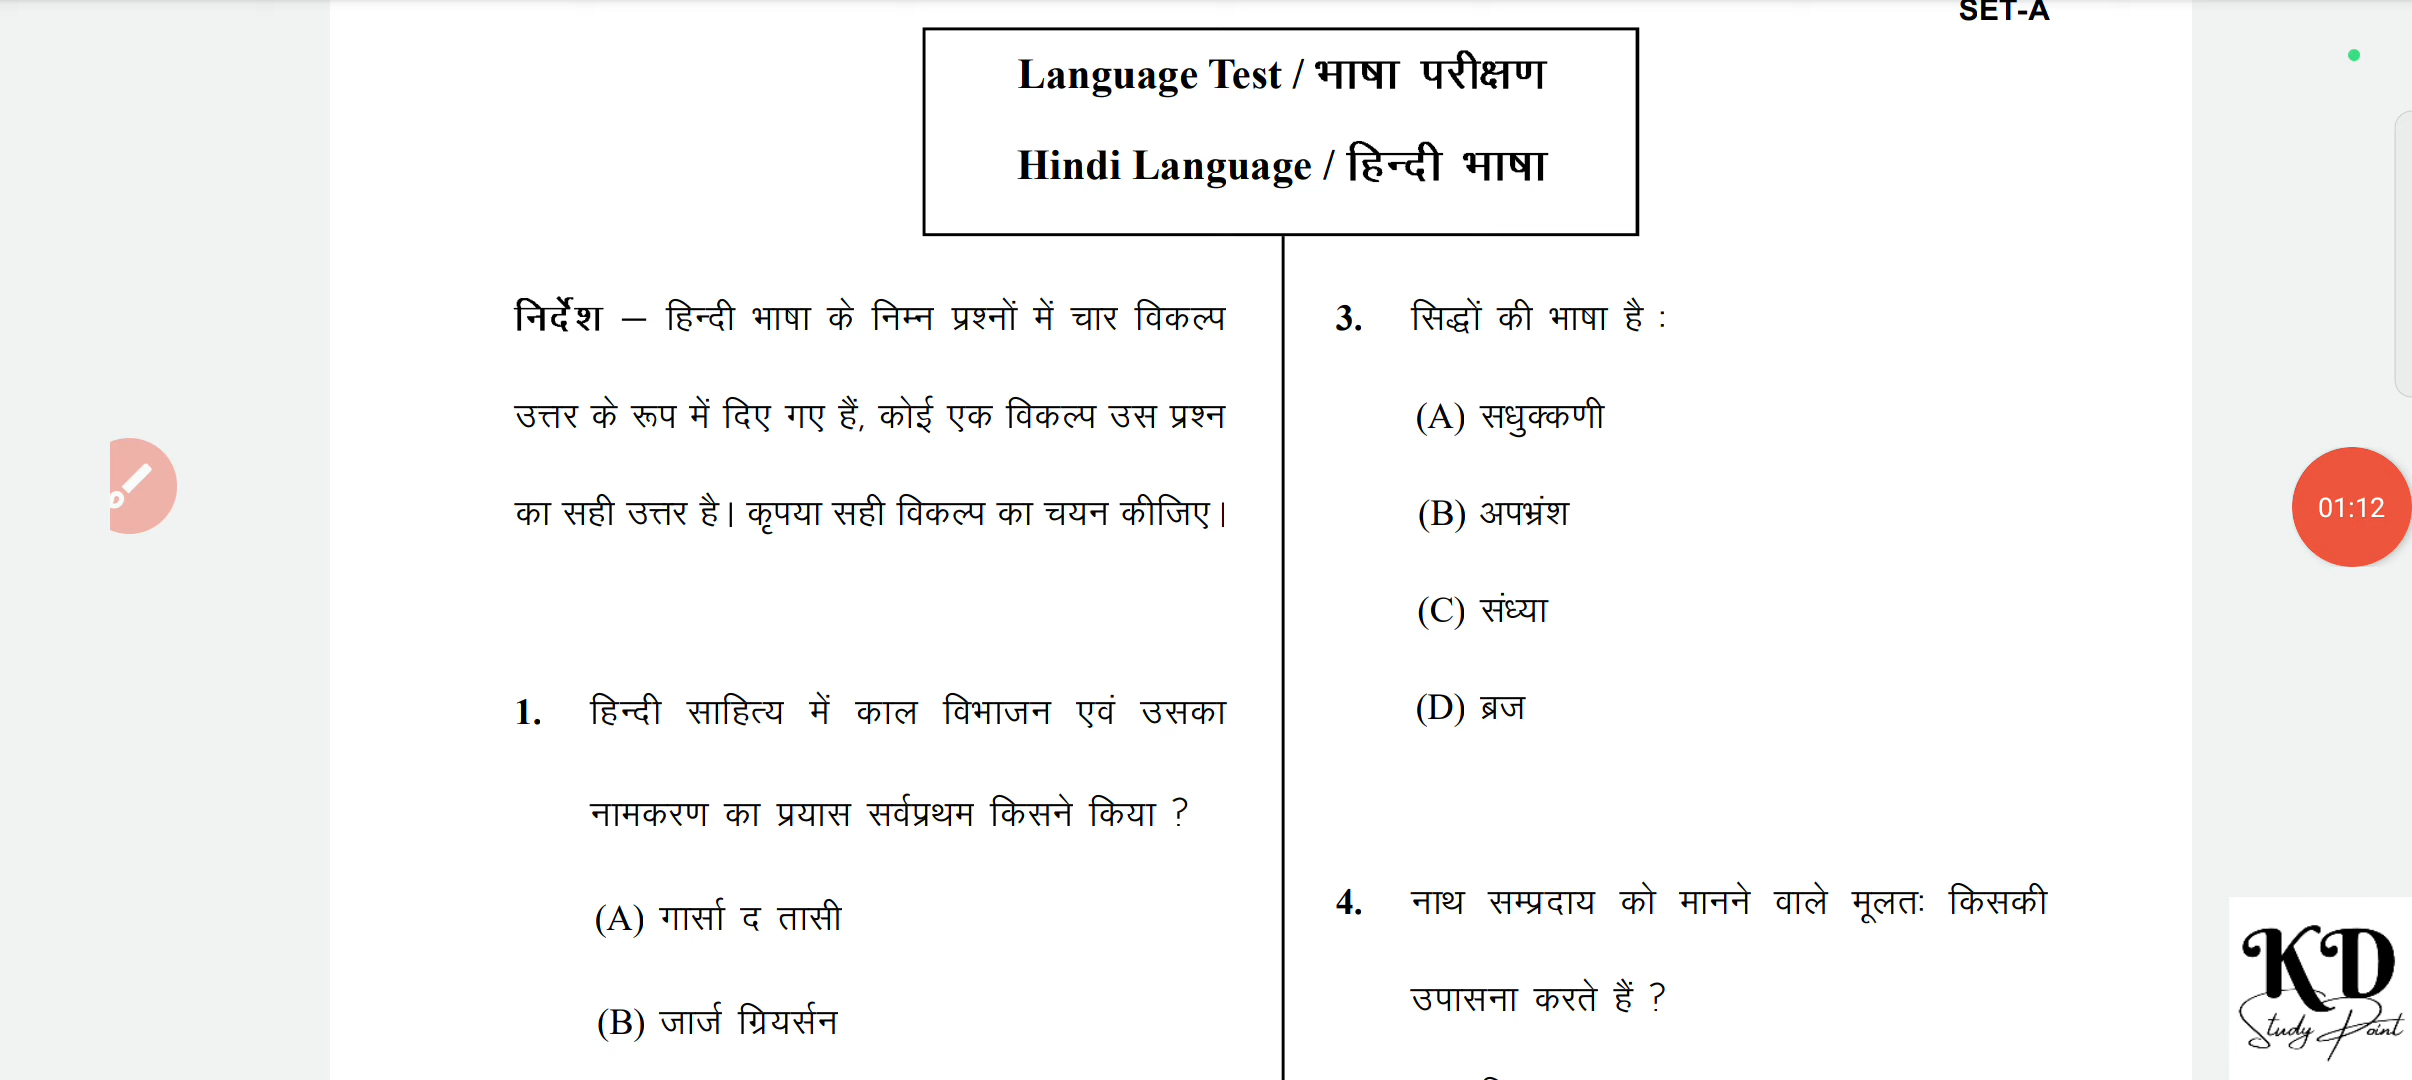 SET-A
Language Test / भाषा परीक्षण
Hindi Language / हिन्दी भाषा
निर्देश – हिन्दी भाषा के निम्न प्रश्नों में चार विकल्प
उत्तर के रूप में दिए गए हैं, कोई एक विकल्प उस प्रश्न
का सही उत्तर है। कृपया सही विकल्प का चयन कीजिए।
1. हिन्दी साहित्य में काल विभाजन एवं उसका
नामकरण का प्रयास सर्वप्रथम किसने किया ?
(A) गार्सा द तासी
(B) जार्ज ग्रियर्सन
3. सिद्धों की भाषा है :
(A) सधुक्कणी
(B) अपभ्रंश
(C) संध्या
(D) ब्रज
4. नाथ सम्प्रदाय को मानने वाले मूलतः किसकी
उपासना करते हैं ?
01:12
KD
Study Point